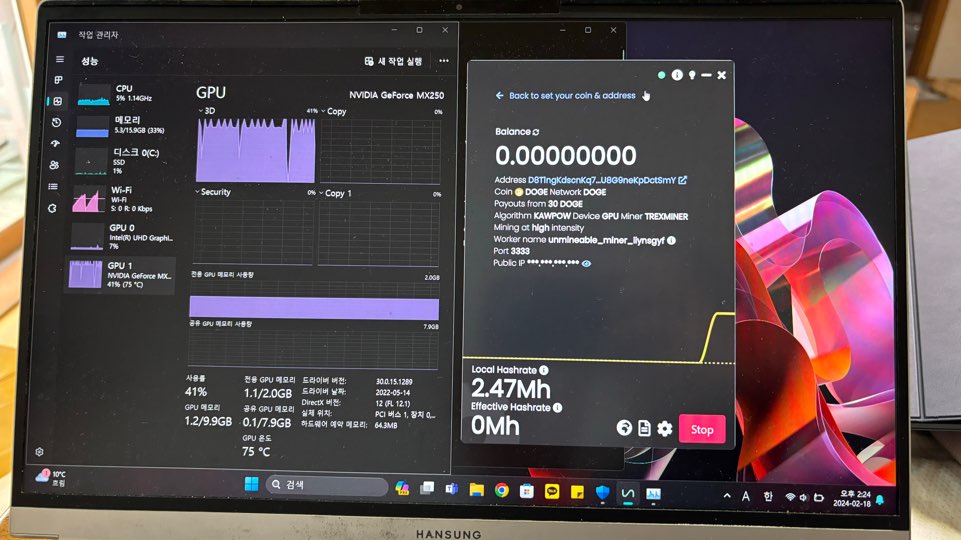 작업 관리자
성능
새 작업 실행
CPU
5% 1.14GHz
메모리
5.3/15.9GB (33%)
디스크 0(C:)
SSD
1%
Wi-Fi
Wi-Fi
S: 0 R: 0 Kbps
GPU 0
Intel(R) UHD Graphi...
7%
GPU 1
NVIDIA GeForce MX...
41% (75 °C)
GPU
NVIDIA GeForce MX250
3D 41%
Copy 0%
Security 0%
Copy 1 0%
전용 GPU 메모리 사용량 2.0GB
공유 GPU 메모리 사용량 7.9GB
사용률
41%
전용 GPU 메모리
1.1/2.0GB
GPU 메모리
1.2/9.9GB
공유 GPU 메모리
0.1/7.9GB
GPU 온도
75 °C
드라이버 버전: 30.0.15.1289
드라이버 날짜: 2022-05-14
DirectX 버전: 12 (FL 12.1)
실제 위치: PCI 버스 1, 장치 0,...
하드웨어 예약 메모리: 64.3MB
Back to set your coin & address
Balance
0.00000000
Address D8T1ngKdscnKq7...U8G9neKpDctSmY
Coin DOGE Network DOGE
Payouts from 30 DOGE
Algorithm KAWPOW Device GPU Miner TREXMINER
Mining at high intensity
Worker name unmineable_miner_ilynsgyf
Port 3333
Public IP ***.***.***.***
Local Hashrate
2.47Mh
Effective Hashrate
0Mh
Stop
1
10°C
흐림
검색
A 한
오후 2:24
2024-02-18
HANSUNG